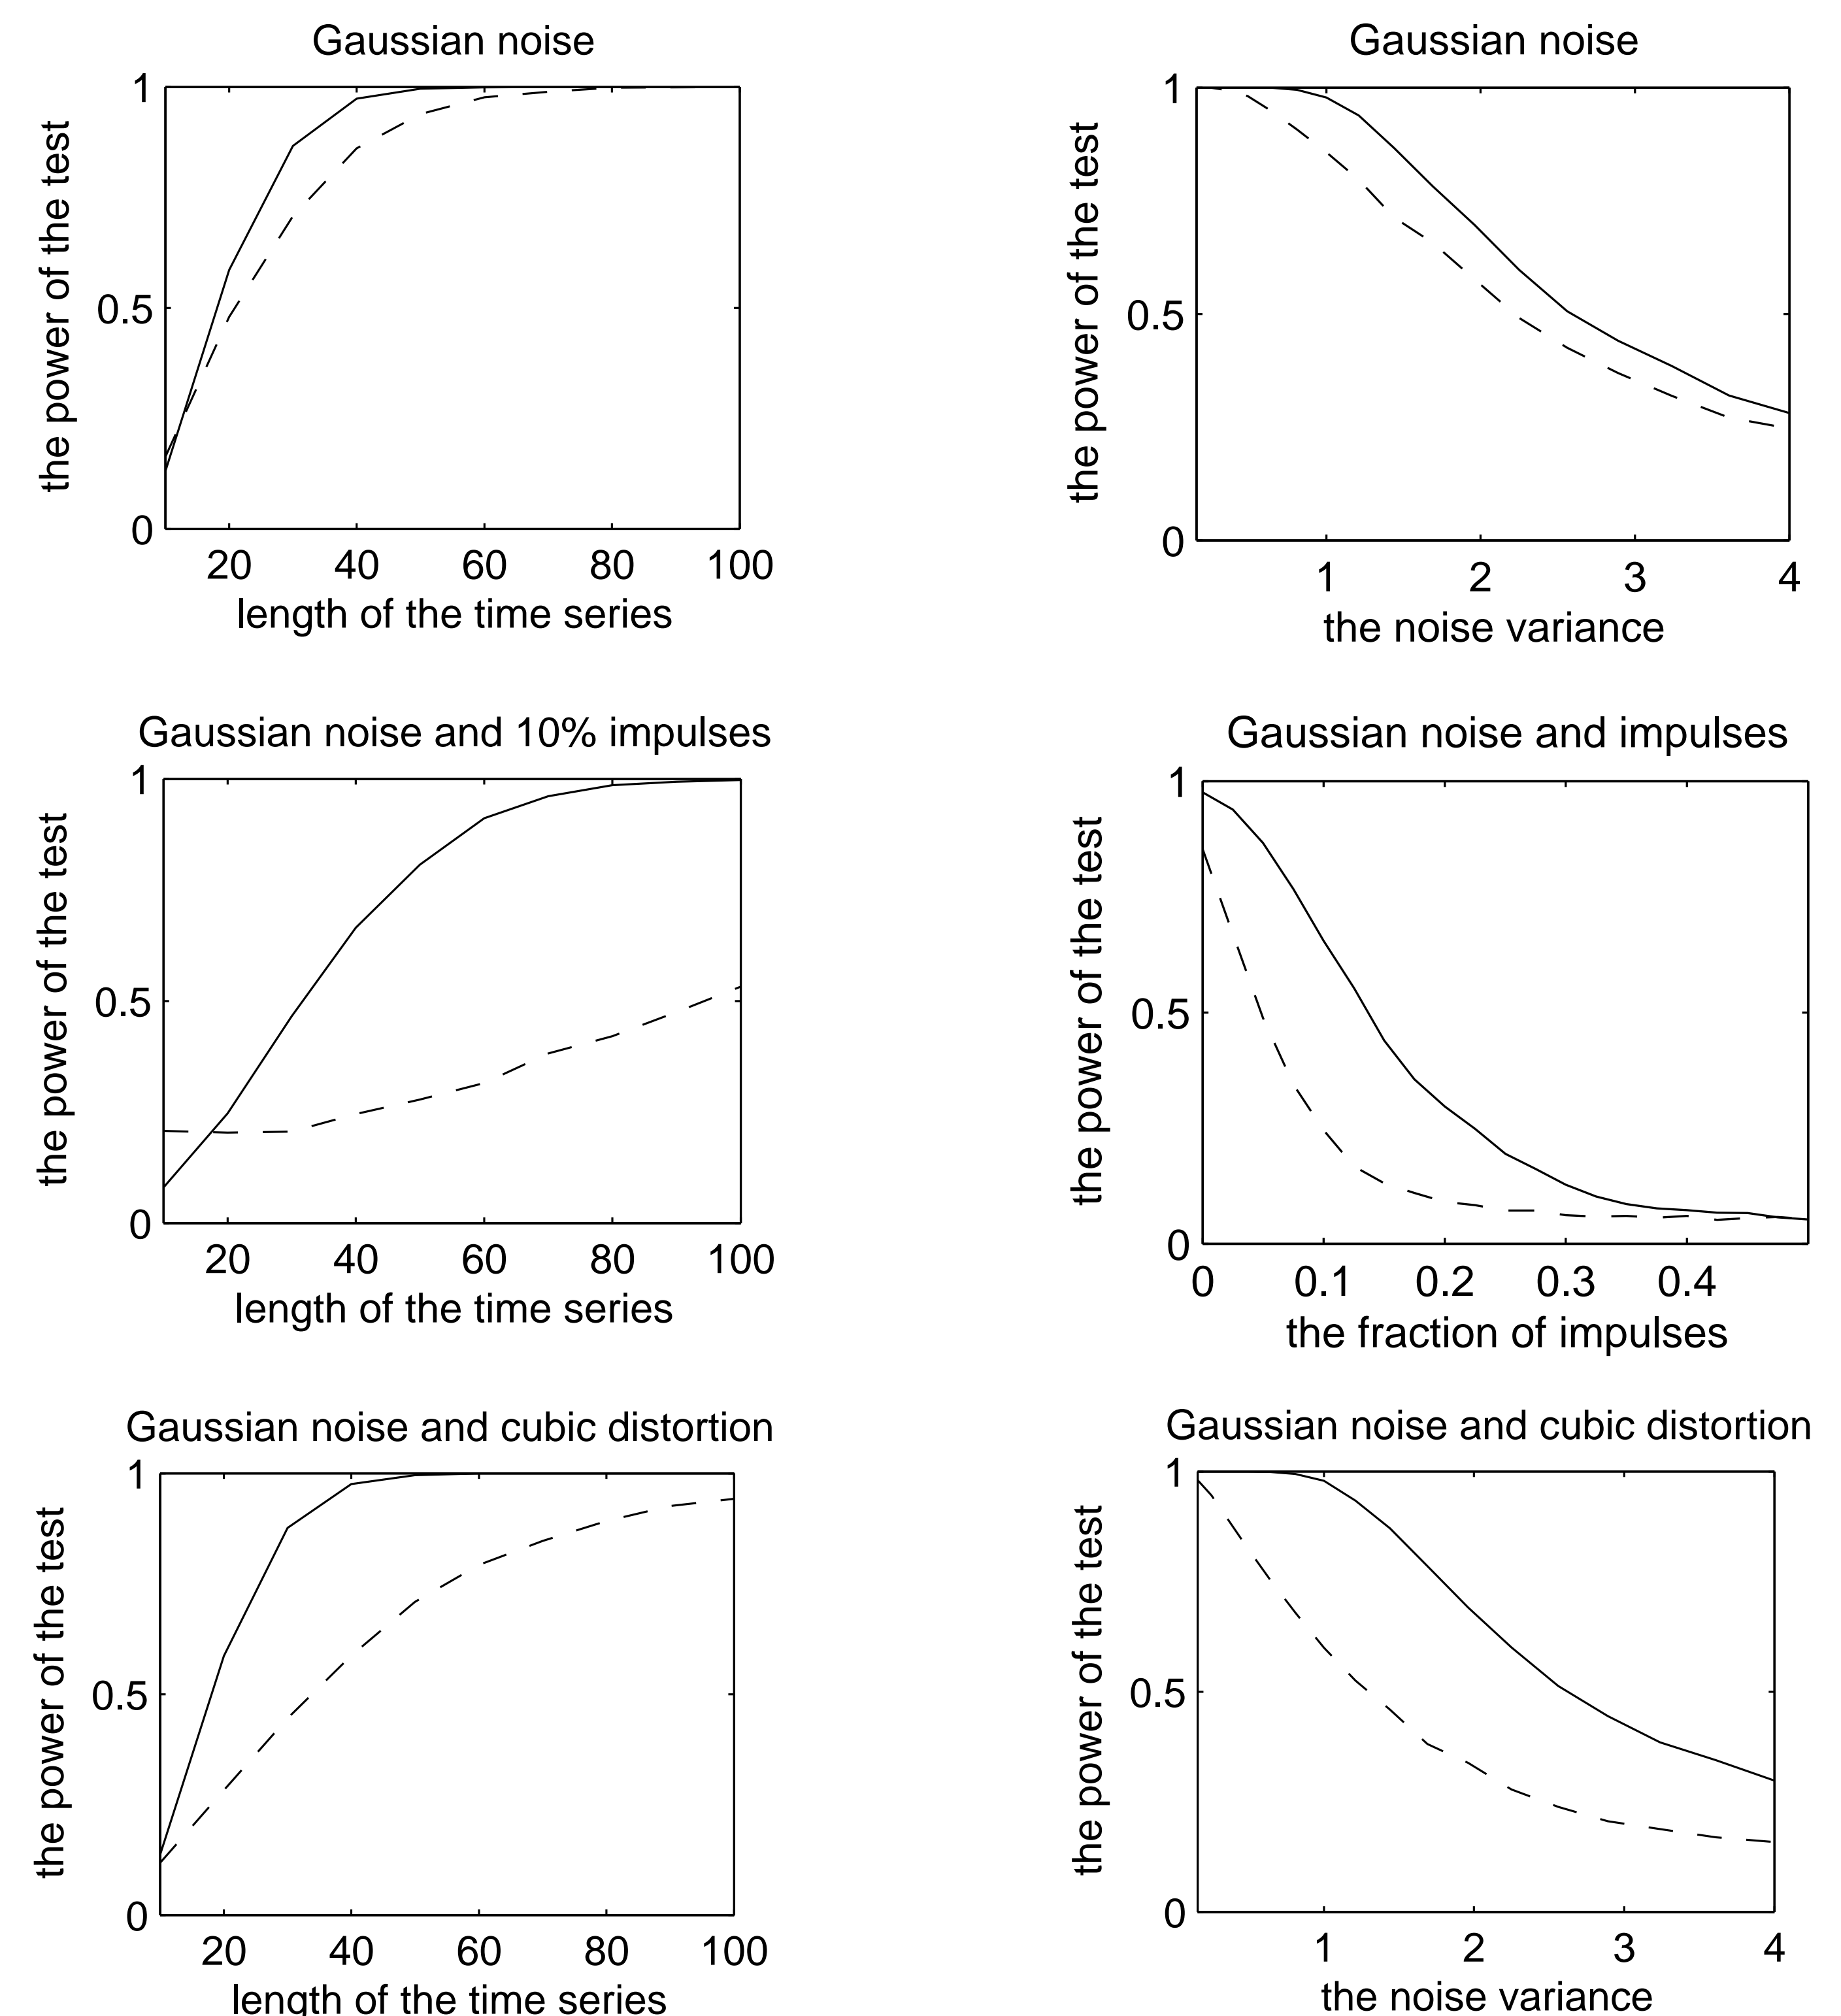 Gaussian noise
the power of the test
1
0.5
0
20 40 60 80 100
length of the time series
Gaussian noise
the power of the test
1
0.5
0
1 2 3 4
the noise variance
Gaussian noise and 10% impulses
the power of the test
1
0.5
0
20 40 60 80 100
length of the time series
Gaussian noise and impulses
the power of the test
1
0.5
0
0 0.1 0.2 0.3 0.4
the fraction of impulses
Gaussian noise and cubic distortion
the power of the test
1
0.5
0
20 40 60 80 100
length of the time series
Gaussian noise and cubic distortion
the power of the test
1
0.5
0
1 2 3 4
the noise variance